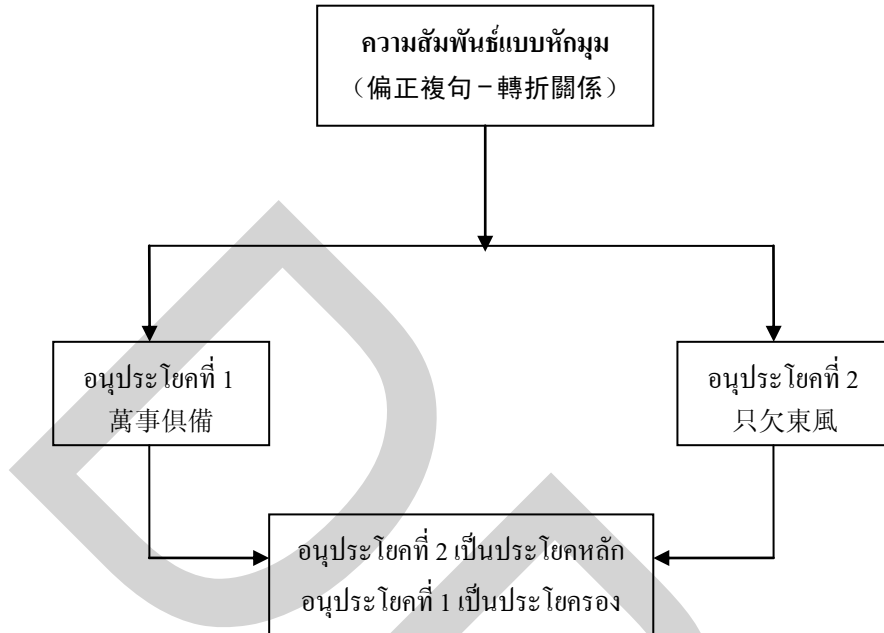 ความสัมพันธ์แบบหักมุม
（偏正複句－轉折關係）
อนุประโยคที่ 1
萬事俱備
อนุประโยคที่ 2
只欠東風
อนุประโยคที่ 2 เป็นประโยคหลัก
อนุประโยคที่ 1 เป็นประโยครอง